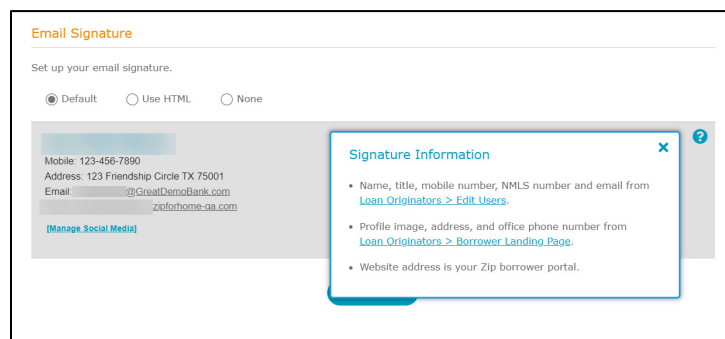 Email Signature
Set up your email signature.
Default Use HTML None
Mobile: 123-456-7890
Address: 123 Friendship Circle TX 75001
Email: @GreatDemoBank.com
zipforhome-qa.com
[Manage Social Media]
?
Signature Information
• Name, title, mobile number, NMLS number and email from
Loan Originators > Edit Users.
• Profile image, address, and office phone number from
Loan Originators > Borrower Landing Page.
• Website address is your Zip borrower portal.